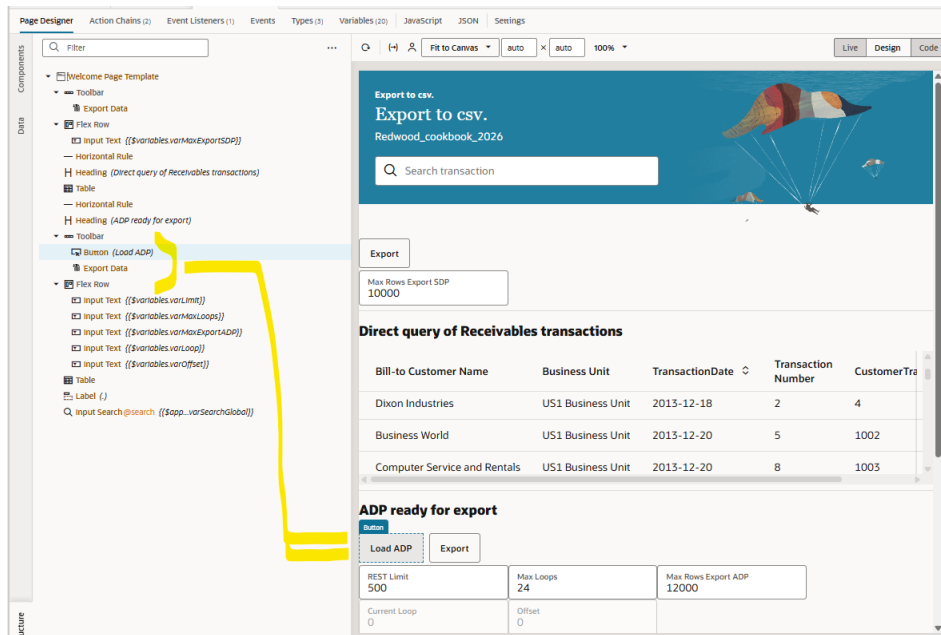 Page Designer Action Chains (2) Event Listeners (1) Events Types (3) Variables (20) JavaScript JSON Settings
Components
Data
Filter
Fit to Canvas auto × auto 100% Live Design Code
Welcome Page Template
Toolbar
Export Data
Flex Row
Input Text {{$variables.varMaxExportSDP}}
Horizontal Rule
Heading (Direct query of Receivables transactions)
Table
Horizontal Rule
Heading (ADP ready for export)
Toolbar
Button (Load ADP)
Export Data
Flex Row
Input Text {{$variables.varLimit}}
Input Text {{$variables.varMaxLoops}}
Input Text {{$variables.varMaxExportADP}}
Input Text {{$variables.varLoop}}
Input Text {{$variables.varOffset}}
Table
Label (.)
Input Search @search {{$app...varSearchGlobal}}
Export to csv.
Export to csv.
Redwood_cookbook_2026
Search transaction
Export
Max Rows Export SDP
10000
Direct query of Receivables transactions
Bill-to Customer Name Business Unit TransactionDate Transaction Number CustomerTra
Dixon Industries US1 Business Unit 2013-12-18 2 4
Business World US1 Business Unit 2013-12-20 5 1002
Computer Service and Rentals US1 Business Unit 2013-12-20 8 1003
ADP ready for export
Button
Load ADP Export
REST Limit Max Loops Max Rows Export ADP
500 24 12000
Current Loop Offset
0 0
ucture